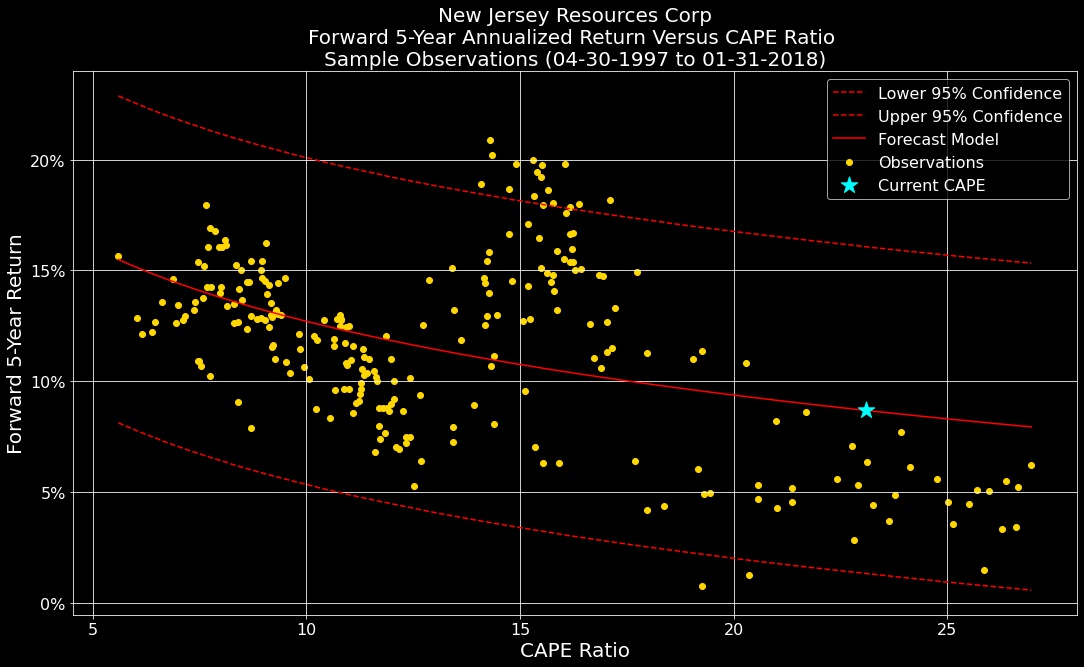 New Jersey Resources Corp
Forward 5-Year Annualized Return Versus CAPE Ratio
Sample Observations (04-30-1997 to 01-31-2018)
Lower 95% Confidence
Upper 95% Confidence
Forecast Model
Observations
Current CAPE
Forward 5-Year Return
20%
15%
10%
5%
0%
5
10
15
20
25
CAPE Ratio